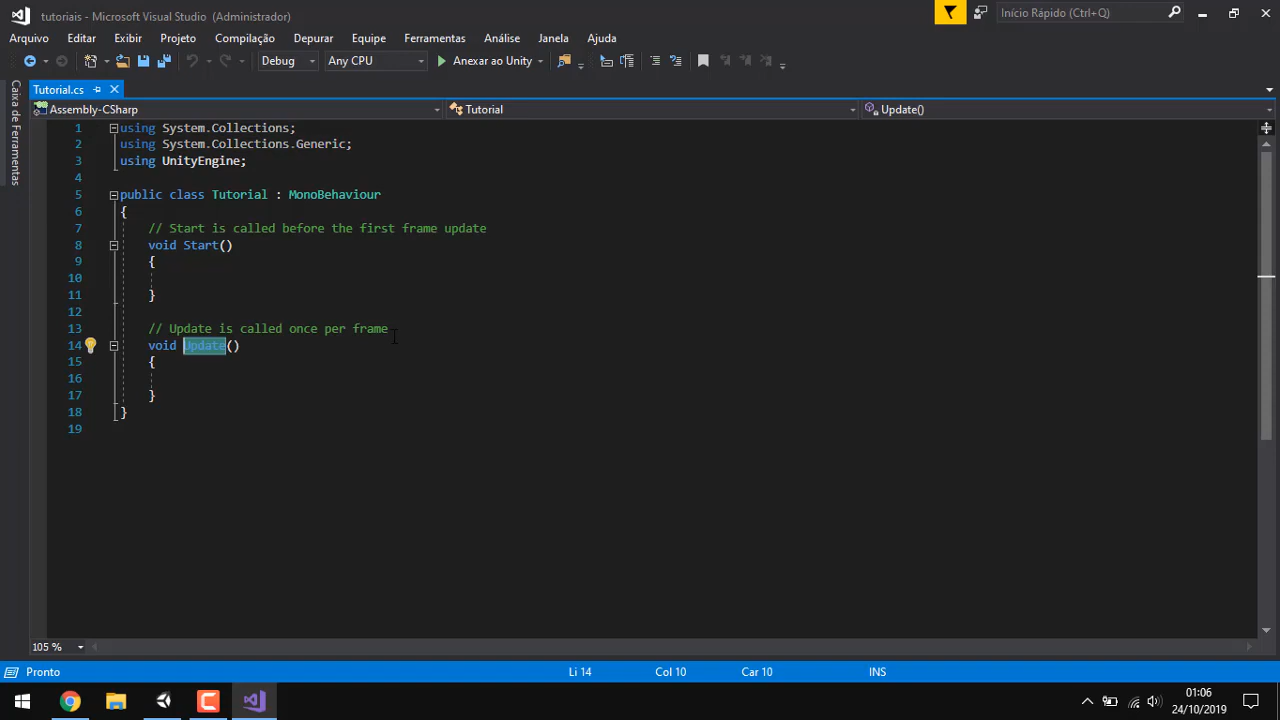 tutoriais - Microsoft Visual Studio (Administrador)
Início Rápido (Ctrl+Q)
Arquivo Editar Exibir Projeto Compilação Depurar Equipe Ferramentas Análise Janela Ajuda
Debug Any CPU Anexar ao Unity
Caixa de Ferramentas
Tutorial.cs
Assembly-CSharp Tutorial Update()
1 using System.Collections;
2 using System.Collections.Generic;
3 using UnityEngine;
4
5 public class Tutorial : MonoBehaviour
6 {
7 // Start is called before the first frame update
8 void Start()
9 {
10
11 }
12
13 // Update is called once per frame
14 void Update()
15 {
16
17 }
18 }
19
105 %
Pronto Li 14 Col 10 Car 10 INS
01:06
24/10/2019